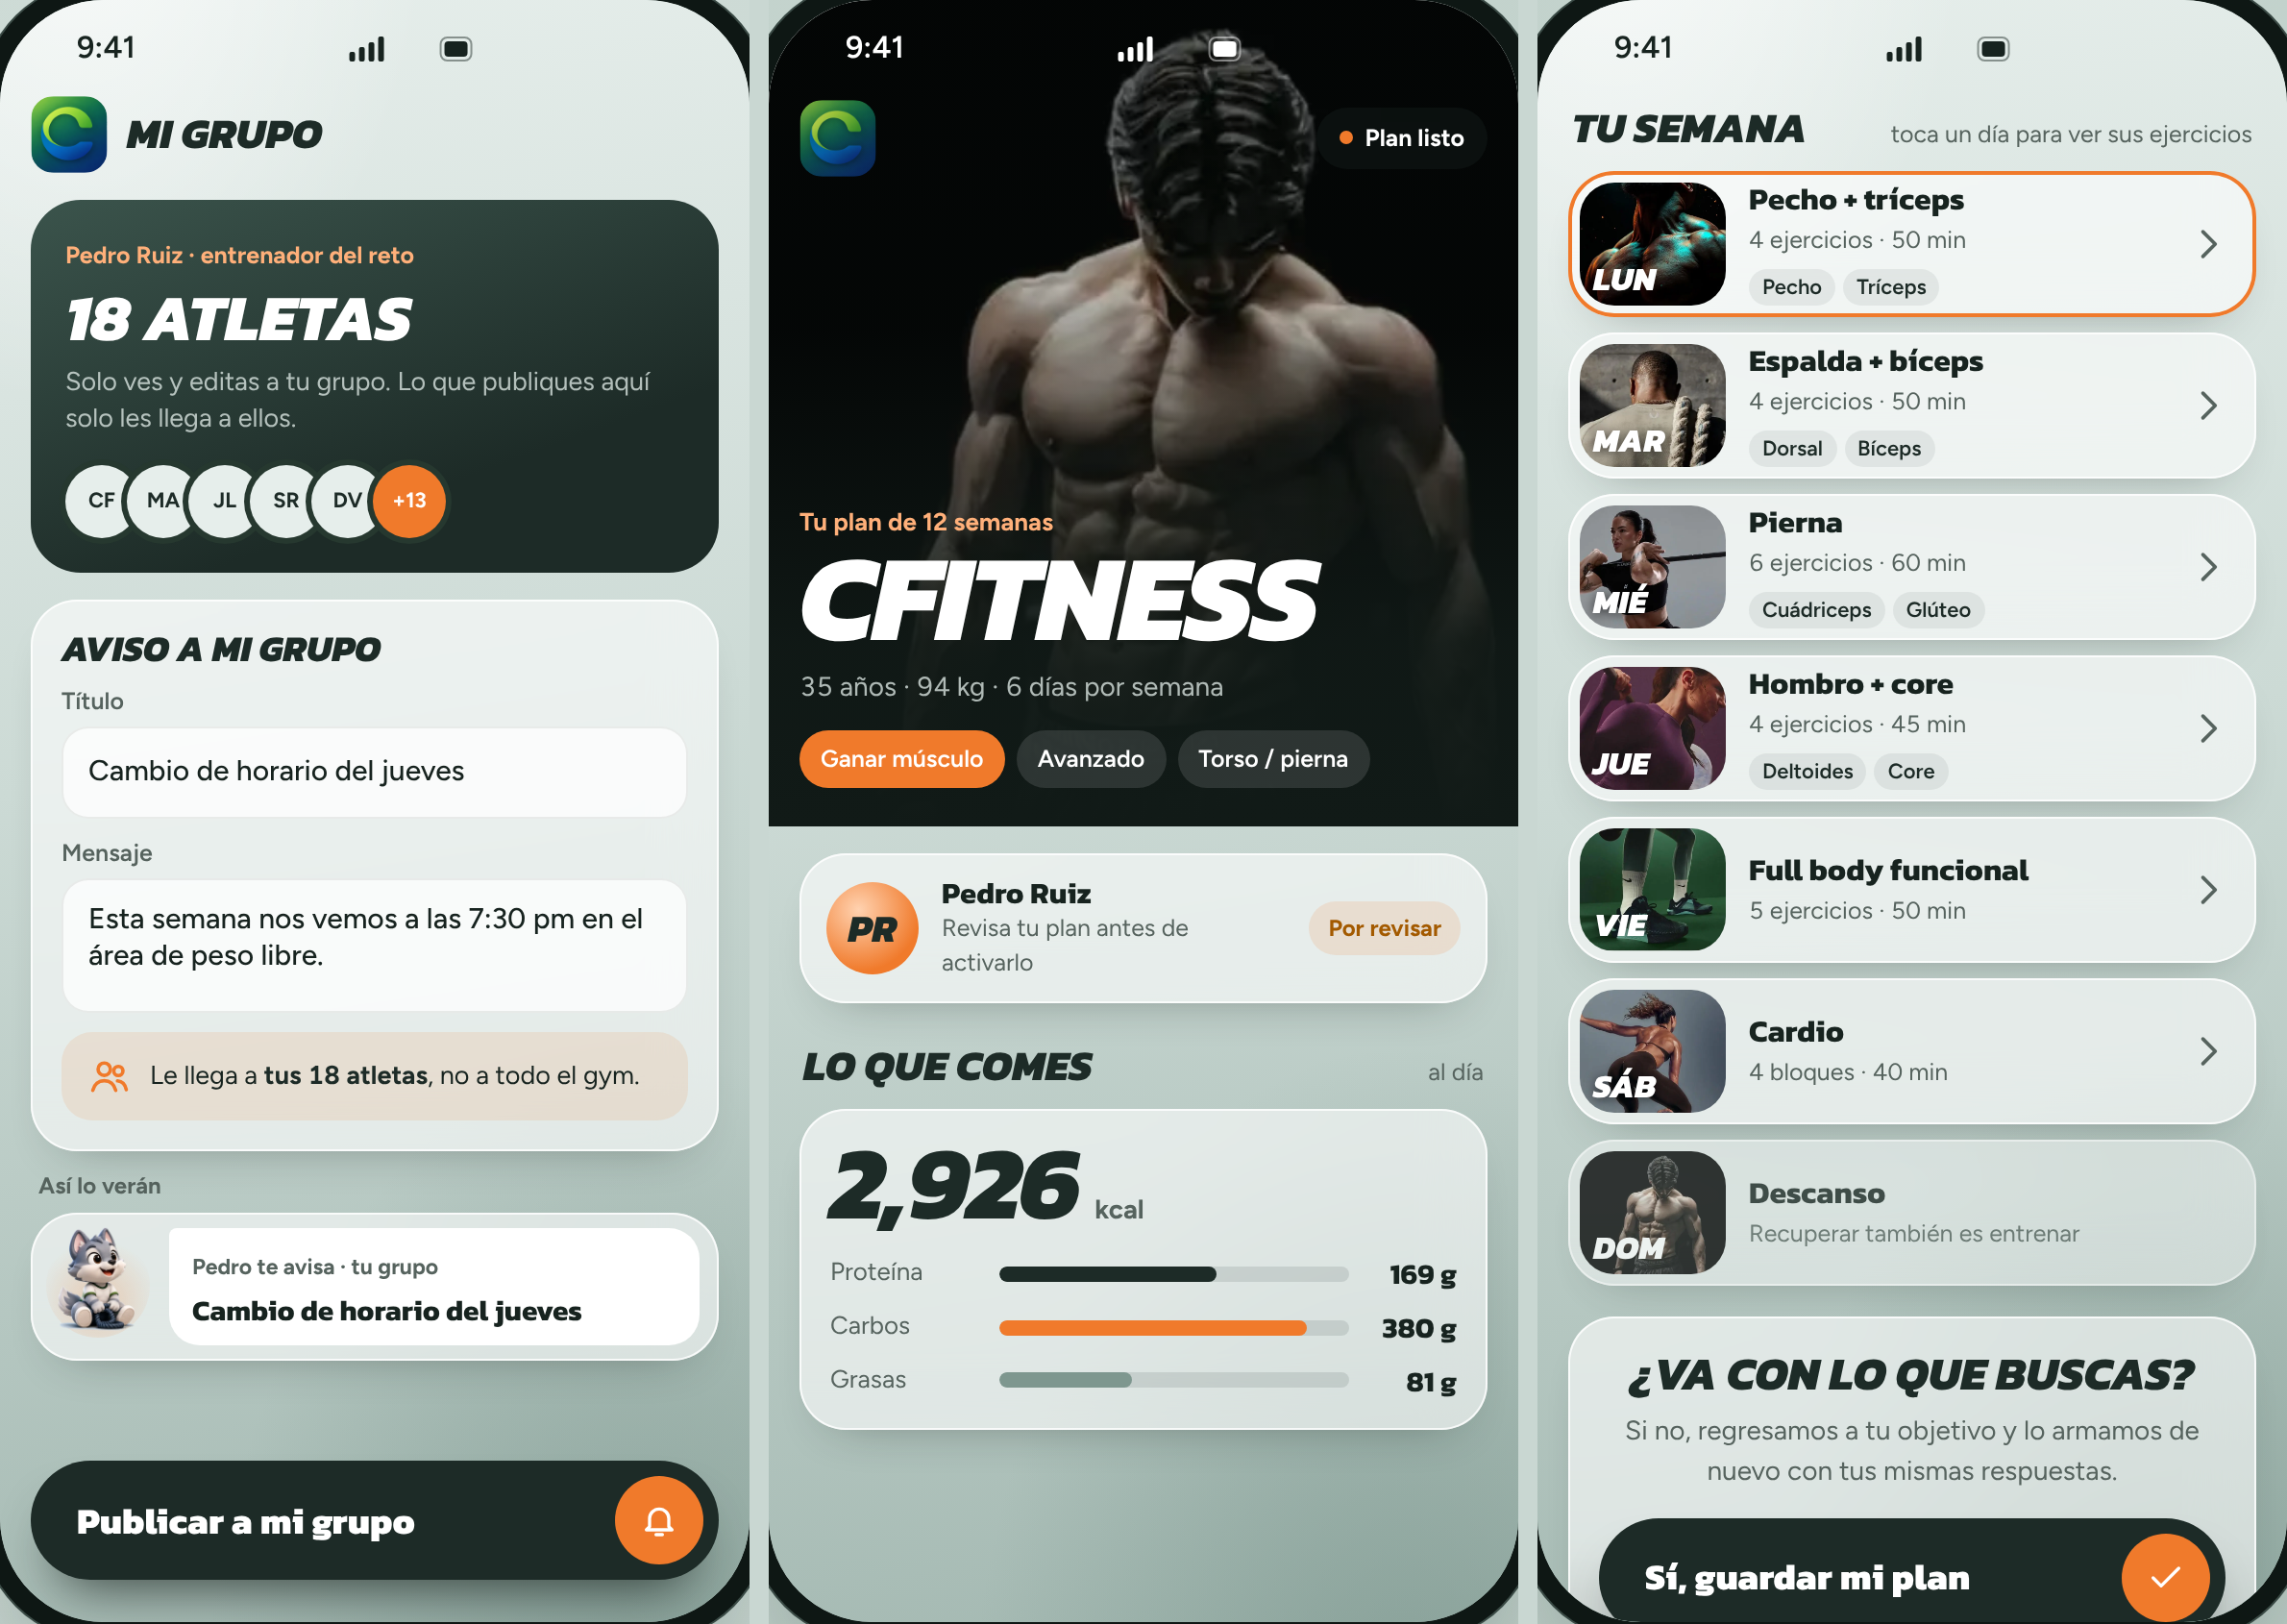 9:41
MI GRUPO
Pedro Ruiz · entrenador del reto
18 ATLETAS
Solo ves y editas a tu grupo. Lo que publiques aquí
solo les llega a ellos.
CF MA JL SR DV +13
AVISO A MI GRUPO
Título
Cambio de horario del jueves
Mensaje
Esta semana nos vemos a las 7:30 pm en el
área de peso libre.
Le llega a tus 18 atletas, no a todo el gym.
Así lo verán
Pedro te avisa · tu grupo
Cambio de horario del jueves
Publicar a mi grupo
9:41
Plan listo
Tu plan de 12 semanas
CFITNESS
35 años · 94 kg · 6 días por semana
Ganar músculo Avanzado Torso / pierna
PR
Pedro Ruiz
Revisa tu plan antes de
activarlo
Por revisar
LO QUE COMES al día
2,926 kcal
Proteína 169 g
Carbos 380 g
Grasas 81 g
9:41
TU SEMANA toca un día para ver sus ejercicios
LUN
Pecho + tríceps
4 ejercicios · 50 min
Pecho Tríceps
MAR
Espalda + bíceps
4 ejercicios · 50 min
Dorsal Bíceps
MIÉ
Pierna
6 ejercicios · 60 min
Cuádriceps Glúteo
JUE
Hombro + core
4 ejercicios · 45 min
Deltoides Core
VIE
Full body funcional
5 ejercicios · 50 min
SÁB
Cardio
4 bloques · 40 min
DOM
Descanso
Recuperar también es entrenar
¿VA CON LO QUE BUSCAS?
Si no, regresamos a tu objetivo y lo armamos de
nuevo con tus mismas respuestas.
Sí, guardar mi plan